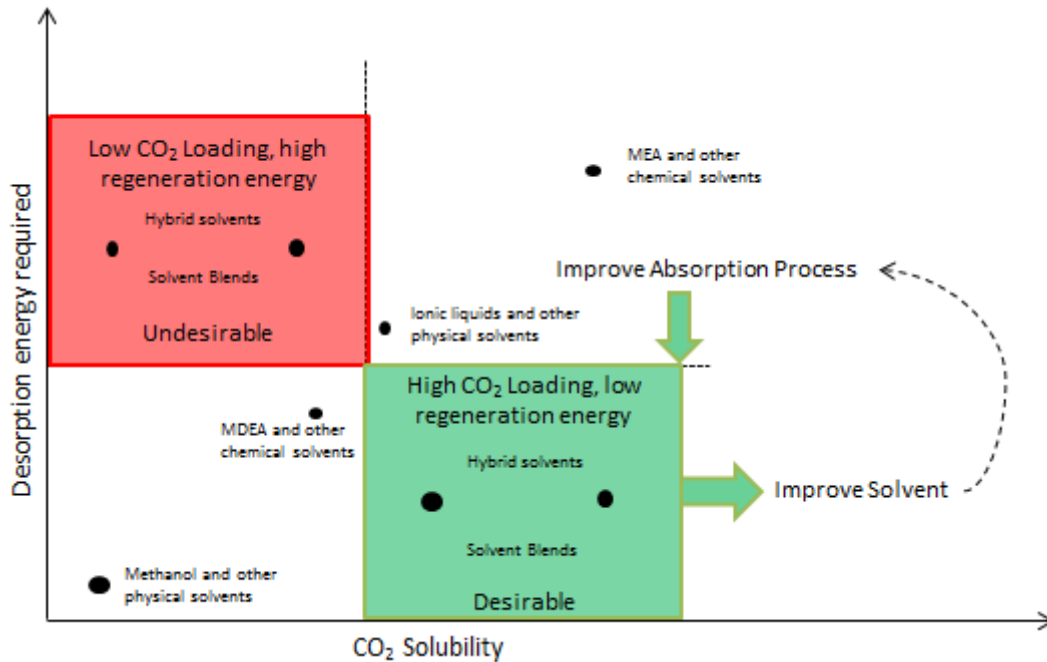 Desorption energy required
Low CO₂ Loading, high
regeneration energy
Hybrid solvents
Solvent Blends
Undesirable
MEA and other
chemical solvents
Improve Absorption Process
Ionic liquids and other
physical solvents
High CO₂ Loading, low
regeneration energy
Hybrid solvents
Solvent Blends
Desirable
MDEA and other
chemical solvents
Improve Solvent
Methanol and other
physical solvents
CO₂ Solubility